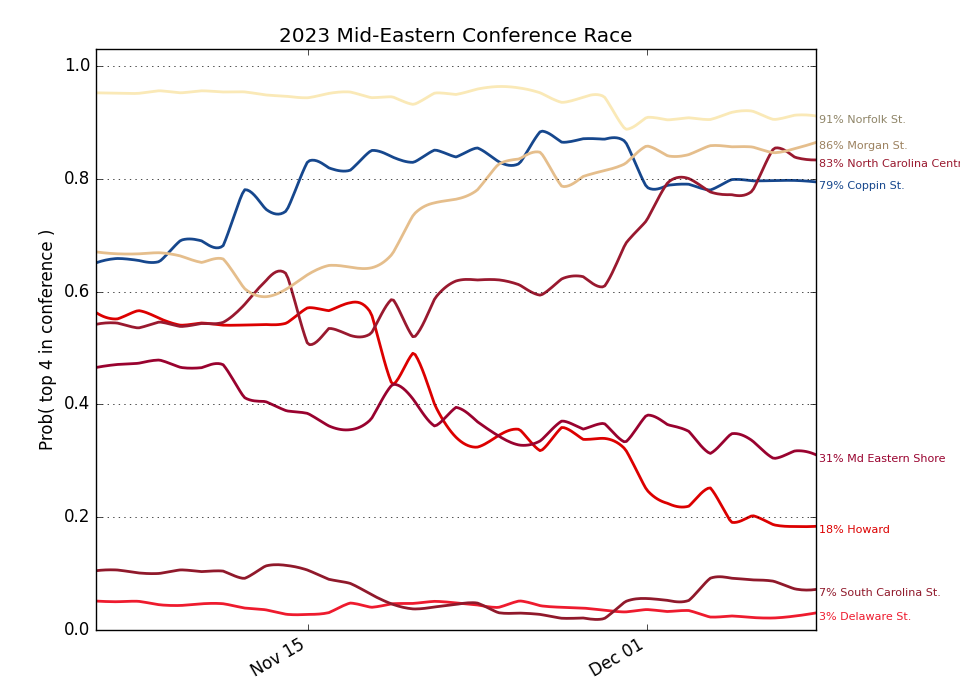 2023 Mid-Eastern Conference Race
Prob( top 4 in conference )
1.0
0.8
0.6
0.4
0.2
0.0
Nov 15
Dec 01
91% Norfolk St.
86% Morgan St.
83% North Carolina Centr
79% Coppin St.
31% Md Eastern Shore
18% Howard
7% South Carolina St.
3% Delaware St.